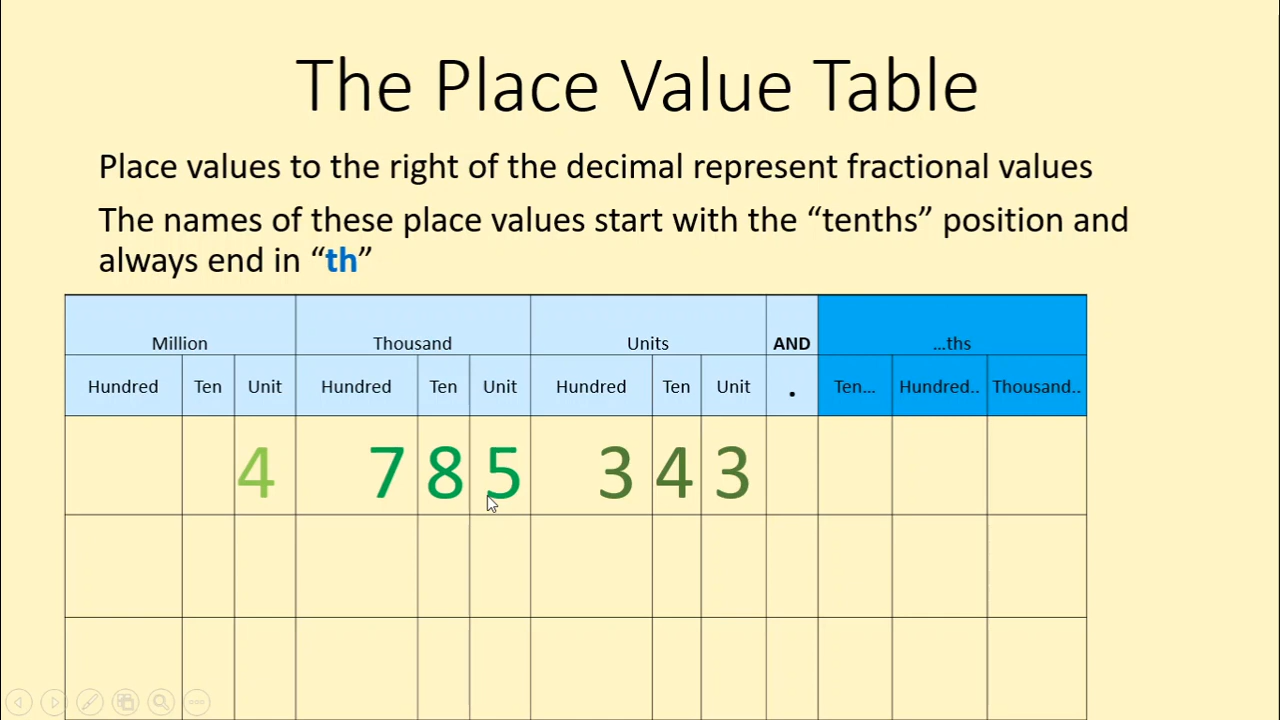 The Place Value Table
Place values to the right of the decimal represent fractional values
The names of these place values start with the “tenths” position and
always end in “th”
Million Thousand Units AND ...ths
Hundred Ten Unit Hundred Ten Unit Hundred Ten Unit . Ten... Hundred.. Thousand..
4 7 8 5 3 4 3